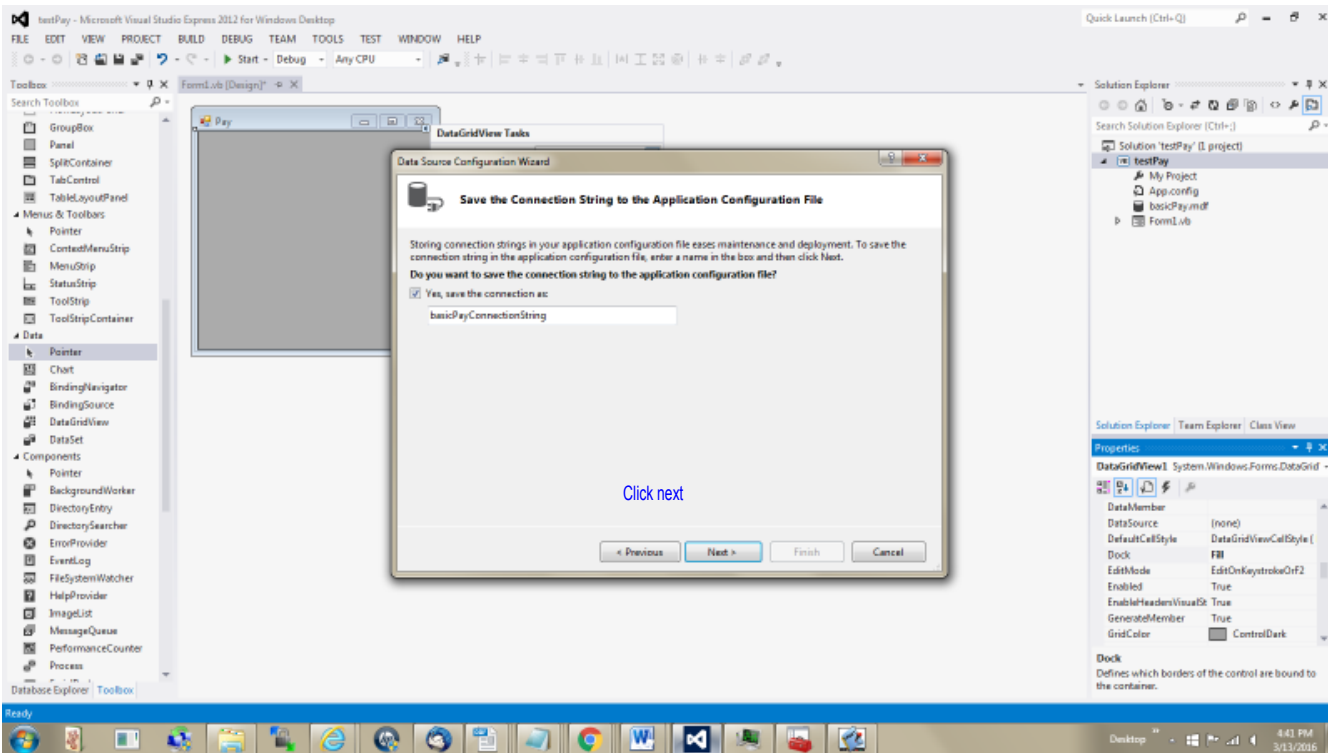 testPay - Microsoft Visual Studio Express 2012 for Windows Desktop
Quick Launch (Ctrl+Q)
FILE EDIT VIEW PROJECT BUILD DEBUG TEAM TOOLS TEST WINDOW HELP
Start - Debug - Any CPU
Toolbox
Search Toolbox
GroupBox
Panel
SplitContainer
TabControl
TableLayoutPanel
Menus & Toolbars
Pointer
ContextMenuStrip
MenuStrip
StatusStrip
ToolStrip
ToolStripContainer
Data
Pointer
Chart
BindingNavigator
BindingSource
DataGridView
DataSet
Components
Pointer
BackgroundWorker
DirectoryEntry
DirectorySearcher
ErrorProvider
EventLog
FileSystemWatcher
HelpProvider
ImageList
MessageQueue
PerformanceCounter
Process
Database Explorer Toolbox
Form1.vb [Design]*
Pay
DataGridView Tasks
Data Source Configuration Wizard
Save the Connection String to the Application Configuration File
Storing connection strings in your application configuration file eases maintenance and deployment. To save the
connection string in the application configuration file, enter a name in the box and then click Next.
Do you want to save the connection string to the application configuration file?
Yes, save the connection as:
basicPayConnectionString
Click next
< Previous Next > Finish Cancel
Solution Explorer
Search Solution Explorer (Ctrl+;)
Solution 'testPay' (1 project)
testPay
My Project
App.config
basicPay.mdf
Form1.vb
Solution Explorer Team Explorer Class View
Properties
DataGridView1 System.Windows.Forms.DataGrid
DataMember
DataSource (none)
DefaultCellStyle DataGridViewCellStyle {
Dock Fill
EditMode EditOnKeystrokeOrF2
Enabled True
EnableHeadersVisualSt True
GenerateMember True
GridColor ControlDark
Dock
Defines which borders of the control are bound to
the container.
Ready
Desktop
4:41 PM
3/13/2016